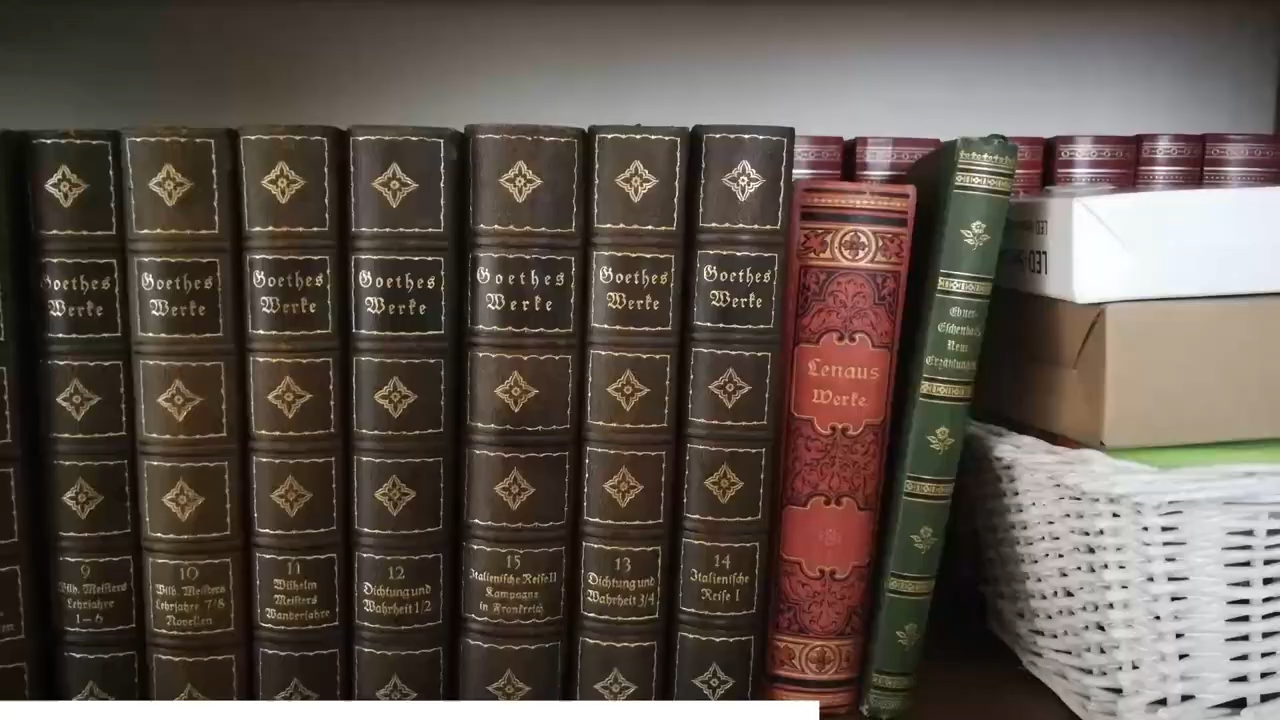 Goethes
Werke
9
Wilh. Meisters
Lehrjahre
1–6
Goethes
Werke
10
Wilh. Meisters
Lehrjahre 7/8
Novellen
Goethes
Werke
11
Wilhelm
Meisters
Wanderjahre
Goethes
Werke
12
Dichtung und
Wahrheit 1/2
Goethes
Werke
15
Italienische Reise II
Kampagne
in Frankreich
Goethes
Werke
13
Dichtung und
Wahrheit 3/4
Goethes
Werke
14
Italienische
Reise I
Lenaus
Werke.
Ebner-
Eschenbach
Neue
Erzählungen
LED